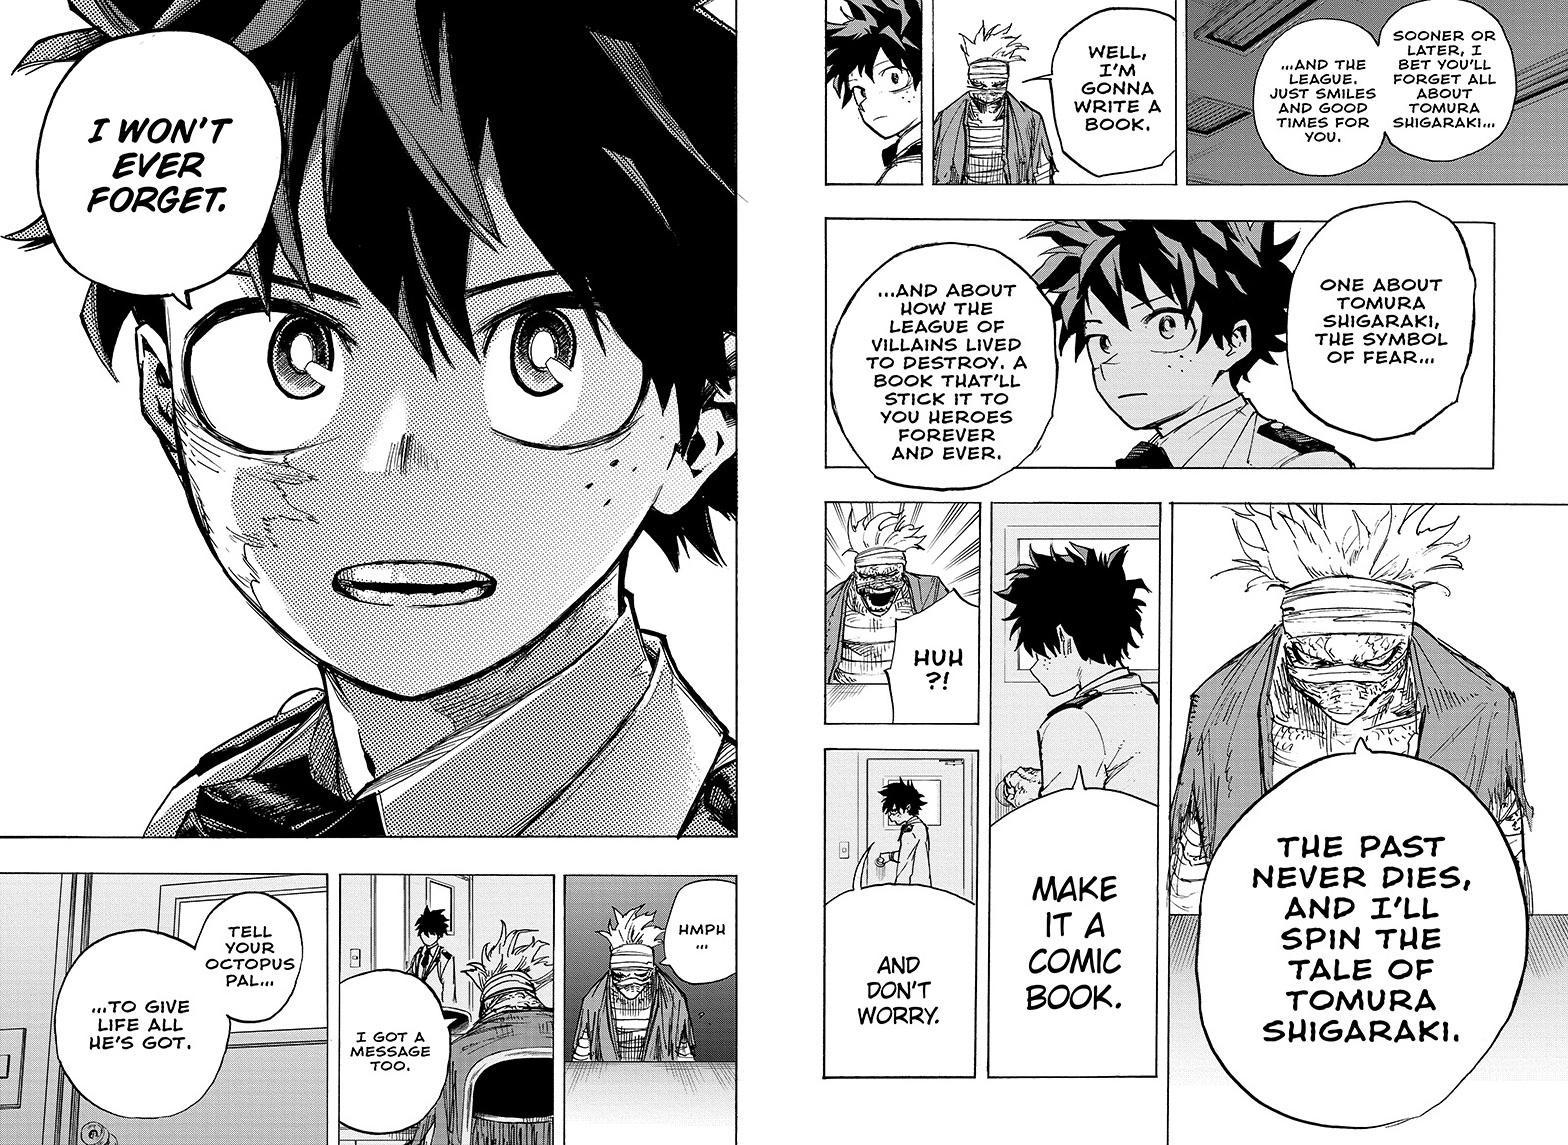 SOONER OR
LATER, I
BET YOU'LL
FORGET ALL
ABOUT
TOMURA
SHIGARAKI...
...AND THE
LEAGUE.
JUST SMILES
AND GOOD
TIMES FOR
YOU.
WELL,
I'M
GONNA
WRITE A
BOOK.
ONE ABOUT
TOMURA
SHIGARAKI,
THE SYMBOL
OF FEAR...
...AND ABOUT
HOW THE
LEAGUE OF
VILLAINS LIVED
TO DESTROY. A
BOOK THAT'LL
STICK IT TO
YOU HEROES
FOREVER
AND EVER.
THE PAST
NEVER DIES,
AND I'LL
SPIN THE
TALE OF
TOMURA
SHIGARAKI.
MAKE
IT A
COMIC
BOOK.
HUH
?!
AND
DON'T
WORRY.
I WON'T
EVER
FORGET.
HMPH
...
I GOT A
MESSAGE
TOO.
TELL
YOUR
OCTOPUS
PAL...
...TO GIVE
LIFE ALL
HE'S GOT.